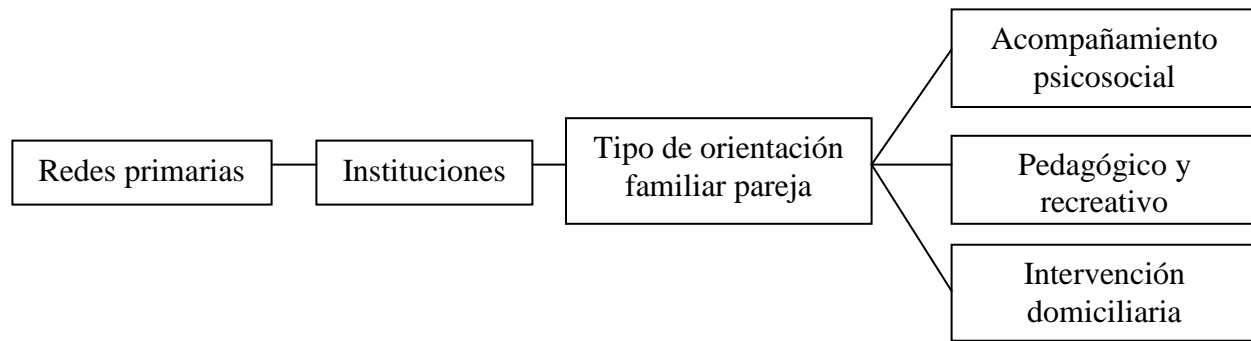 Redes primarias
Instituciones
Tipo de orientación
familiar pareja
Acompañamiento
psicosocial
Pedagógico y
recreativo
Intervención
domiciliaria